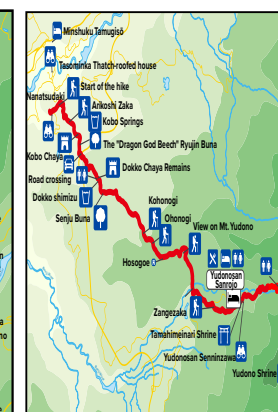 Minshuku Tamugisō
Tasominka Thatch-roofed house
Start of the hike
Nanatsudaki
Arikoshi Zaka
Kobo Springs
The "Dragon God Beech" Ryujin Buna
Kobo Chaya
Dokko Chaya Remains
Road crossing
Dokko shimizu
Senju Buna
Kohonogi
Ohonogi
View on Mt. Yudono
Hosogoe
Yudonosan
Sanrojo
Zangezaka
Tamahimeinari Shrine
Yudonosan Senninzawa
Yudono Shrine